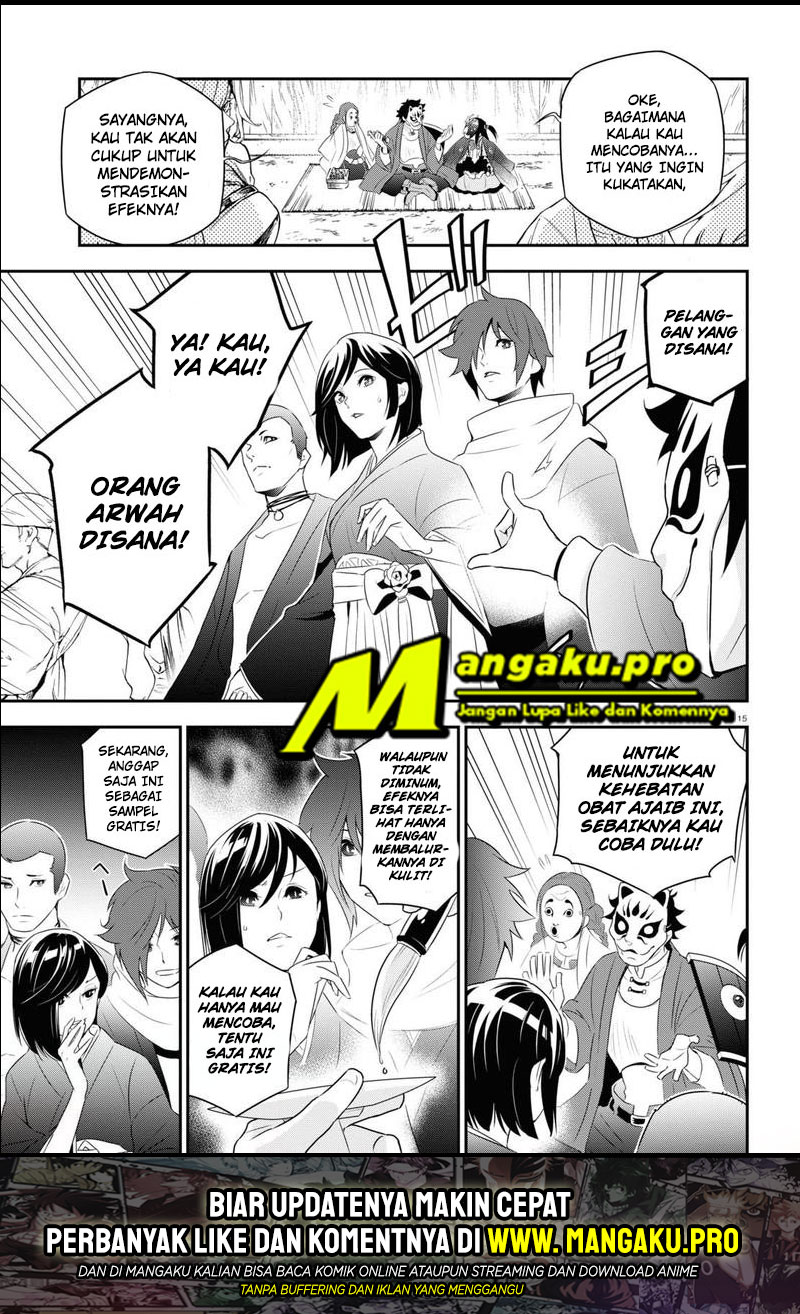 OKE,
BAGAIMANA
KALAU KAU
MENCOBANYA...
ITU YANG INGIN
KUKATAKAN,
SAYANGNYA,
KAU TAK AKAN
CUKUP UNTUK
MENDEMON-
STRASIKAN
EFEKNYA!
PELANG-
GAN YANG
DISANA!
YA! KAU,
YA KAU!
ORANG
ARWAH
DISANA!
ビシ
Mangaku.pro
Jangan Lupa Like dan Komennya
15
UNTUK
MENUNJUKKAN
KEHEBATAN
OBAT AJAIB INI,
SEBAIKNYA KAU
COBA DULU!
WALAUPUN
TIDAK
DIMINUM,
EFEKNYA
BISA TERLI-
HAT HANYA
DENGAN
MEMBALUR-
KANNYA DI
KULIT!
KALAU KAU
HANYA MAU
MENCOBA,
TENTU
SAJA INI
GRATIS!
SEKARANG,
ANGGAP
SAJA INI
SEBAGAI
SAMPEL
GRATIS!
BIAR UPDATENYA MAKIN CEPAT
PERBANYAK LIKE DAN KOMENTNYA DI WWW. MANGAKU.PRO
DAN DI MANGAKU KALIAN BISA BACA KOMIK ONLINE ATAUPUN STREAMING DAN DOWNLOAD ANIME
TANPA BUFFERING DAN IKLAN YANG MENGGANGU